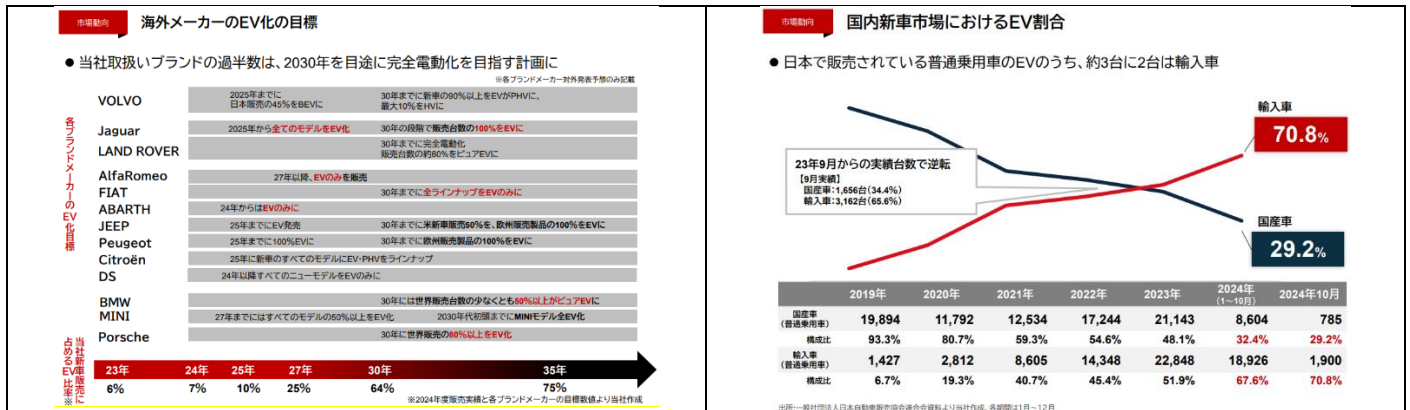 市場動向
海外メーカーのEV化の目標
● 当社取扱いブランドの過半数は、2030年を目途に完全電動化を目指す計画に
※各ブランドメーカー対外発表予想のみ記載
各ブランドメーカーのEV化目標
VOLVO
2025年までに
日本販売の45%をBEVに
30年までに新車の90%以上をEVかPHVに、
最大10%をHVに
Jaguar 2025年から全てのモデルをEV化 30年の段階で販売台数の100%をEVに
LAND ROVER
30年までに完全電動化
販売台数の約60%をピュアEVに
AlfaRomeo 27年以降、EVのみを販売
FIAT 30年までに全ラインナップをEVのみに
ABARTH 24年からはEVのみに
JEEP 25年までにEV発売 30年までに米新車販売50%を、欧州販売製品の100%をEVに
Peugeot 25年までに100%EVに 30年までに欧州販売製品の100%をEVに
Citroën 25年に新車のすべてのモデルにEV・PHVをラインナップ
DS 24年以降すべてのニューモデルをEVのみに
BMW 30年には世界販売台数の少なくとも50%以上がピュアEVに
MINI 27年までにはすべてのモデルの50%以上をEV化 2030年代初頭までにMINIモデル全EV化
Porsche 30年に世界販売の80%以上をEV化
当社新車販売に占めるEV比率※
23年 24年 25年 27年 30年 35年
6% 7% 10% 25% 64% 75%
※2024年度販売実績と各ブランドメーカーの目標数値より当社作成
市場動向
国内新車市場におけるEV割合
● 日本で販売されている普通乗用車のEVのうち、約3台に2台は輸入車
輸入車
70.8%
23年9月からの実績台数で逆転
【9月実績】
国産車:1,656台(34.4%)
輸入車:3,162台(65.6%)
国産車
29.2%
2019年 2020年 2021年 2022年 2023年 2024年(1~10月) 2024年10月
国産車(普通乗用車) 19,894 11,792 12,534 17,244 21,143 8,604 785
構成比 93.3% 80.7% 59.3% 54.6% 48.1% 32.4% 29.2%
輸入車(普通乗用車) 1,427 2,812 8,605 14,348 22,848 18,926 1,900
構成比 6.7% 19.3% 40.7% 45.4% 51.9% 67.6% 70.8%
出所:一般社団法人日本自動車販売協会連合会資料より当社作成、各期間は1月~12月